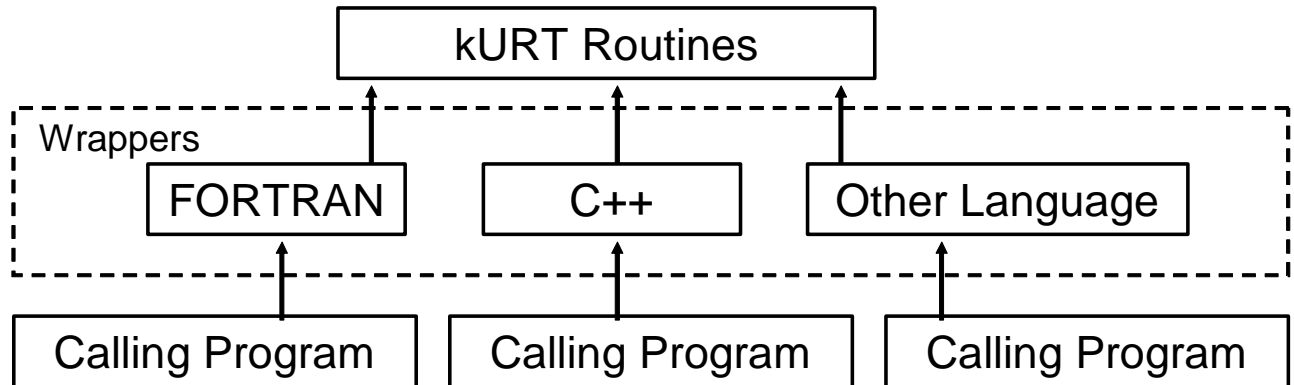 kURT Routines
Wrappers
FORTRAN C++ Other Language
Calling Program Calling Program Calling Program